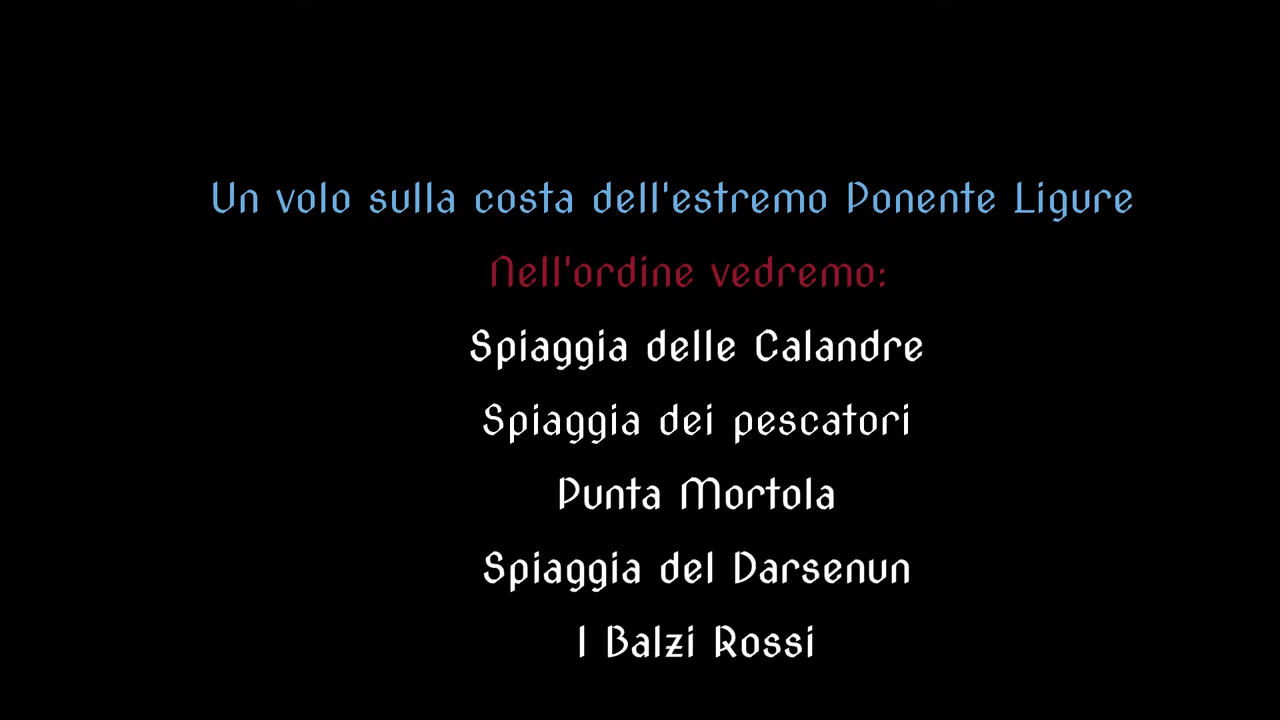 Un volo sulla costa dell'estremo Ponente Ligure
Nell'ordine vedremo:
Spiaggia delle Calandre
Spiaggia dei pescatori
Punta Mortola
Spiaggia del Darsenun
I Balzi Rossi